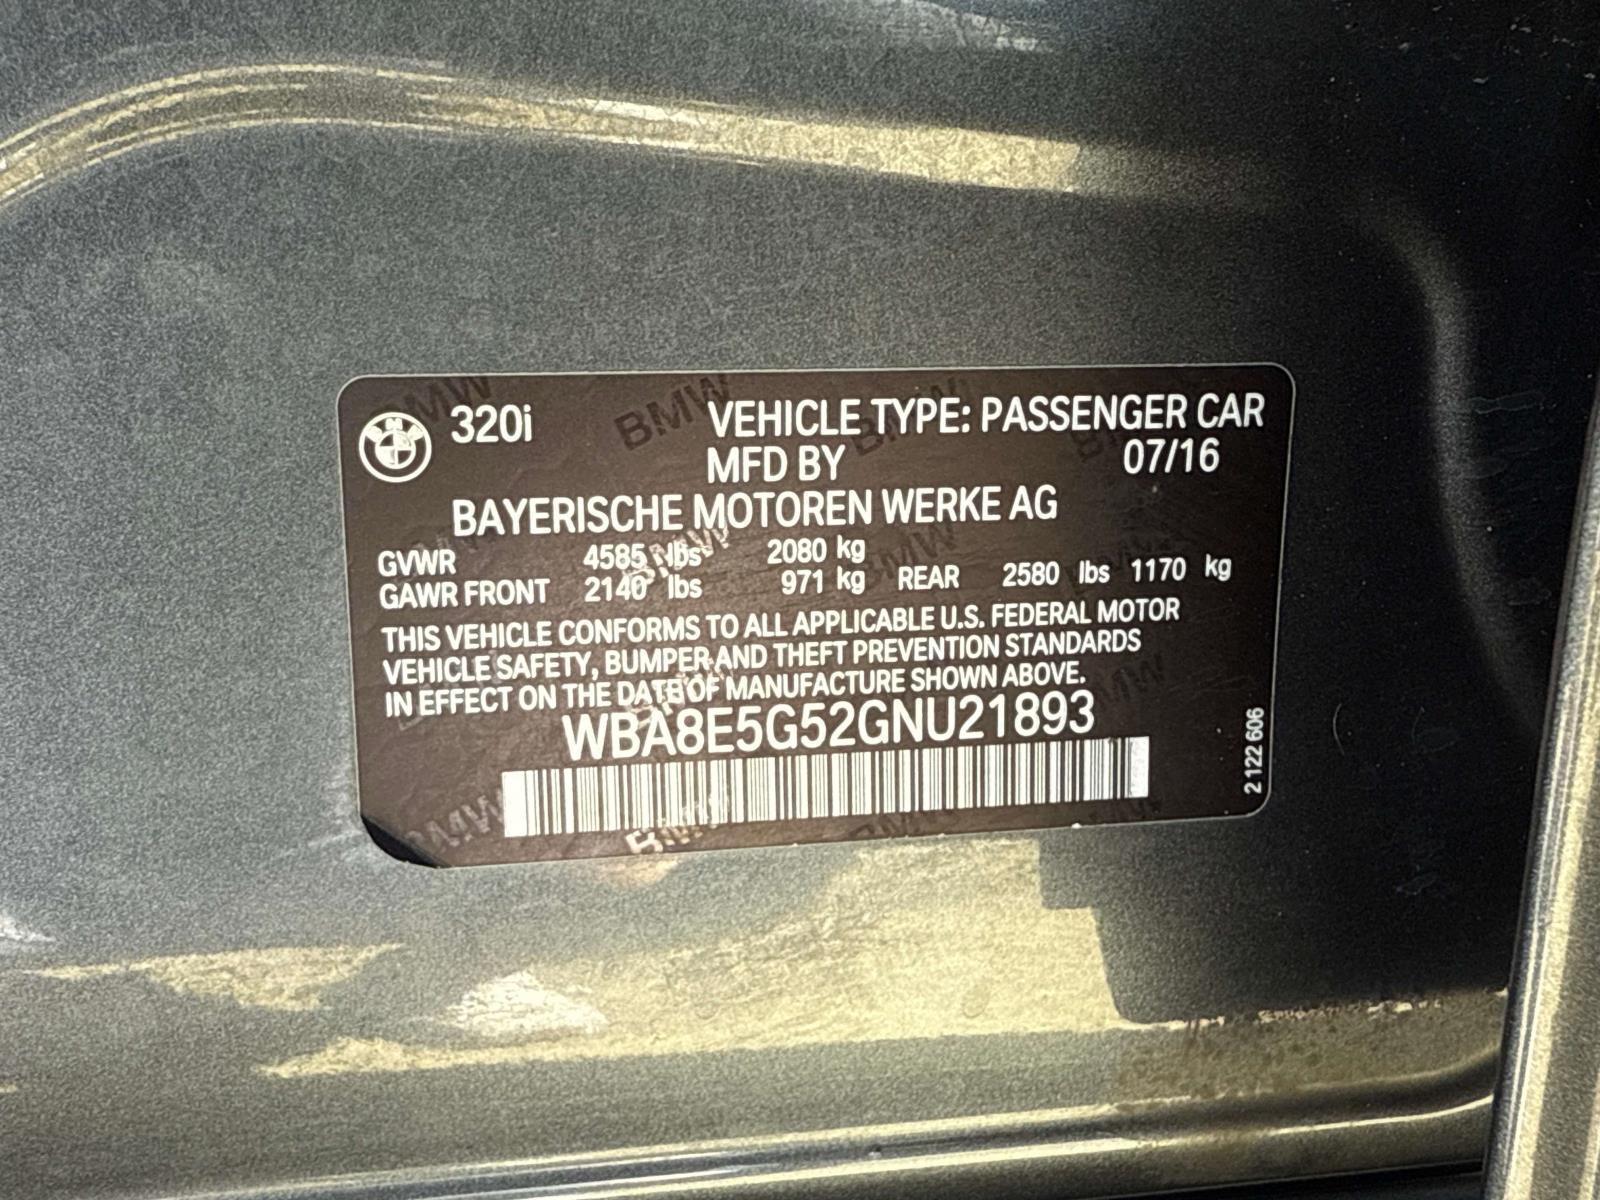 320i VEHICLE TYPE: PASSENGER CAR
MFD BY 07/16
BAYERISCHE MOTOREN WERKE AG
GVWR 4585 lbs 2080 kg
GAWR FRONT 2140 lbs 971 kg REAR 2580 lbs 1170 kg
THIS VEHICLE CONFORMS TO ALL APPLICABLE U.S. FEDERAL MOTOR
VEHICLE SAFETY, BUMPER AND THEFT PREVENTION STANDARDS
IN EFFECT ON THE DATE OF MANUFACTURE SHOWN ABOVE.
WBA8E5G52GNU21893
2 122 606